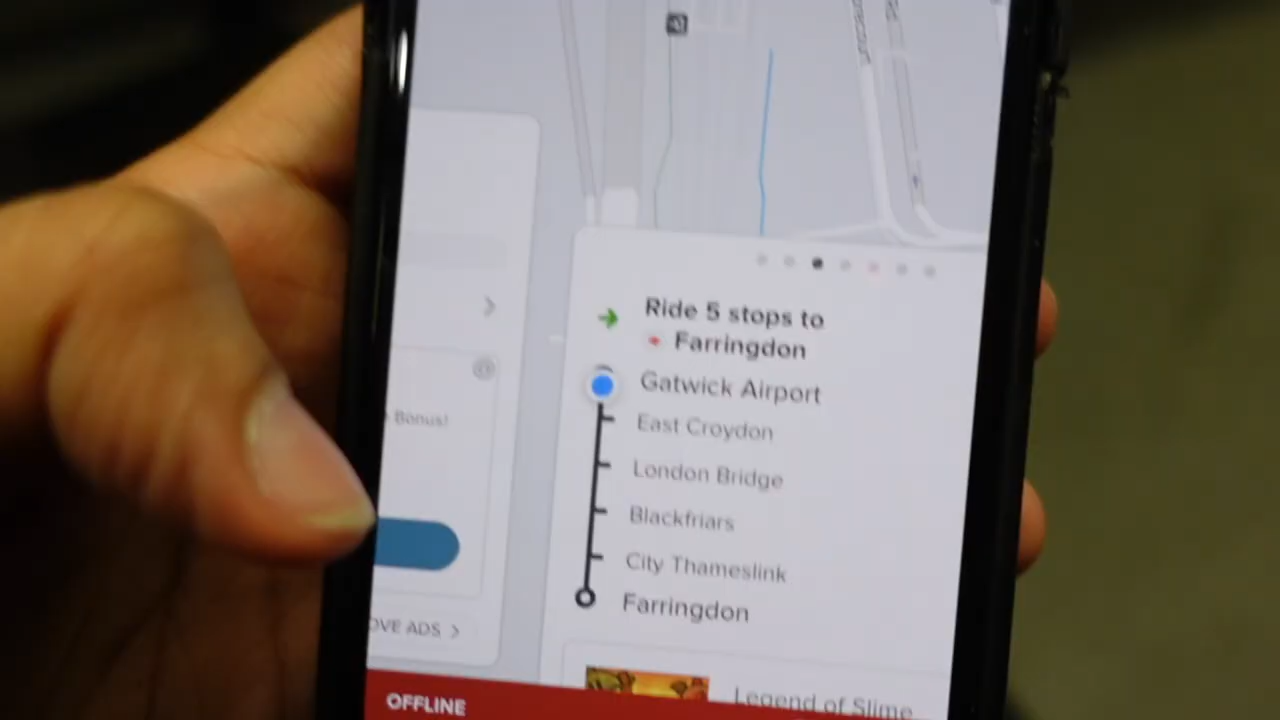 Ride 5 stops to
Farringdon
Gatwick Airport
East Croydon
London Bridge
Blackfriars
City Thameslink
Farringdon
Bonus!
OVE ADS
Legend of Slime
OFFLINE